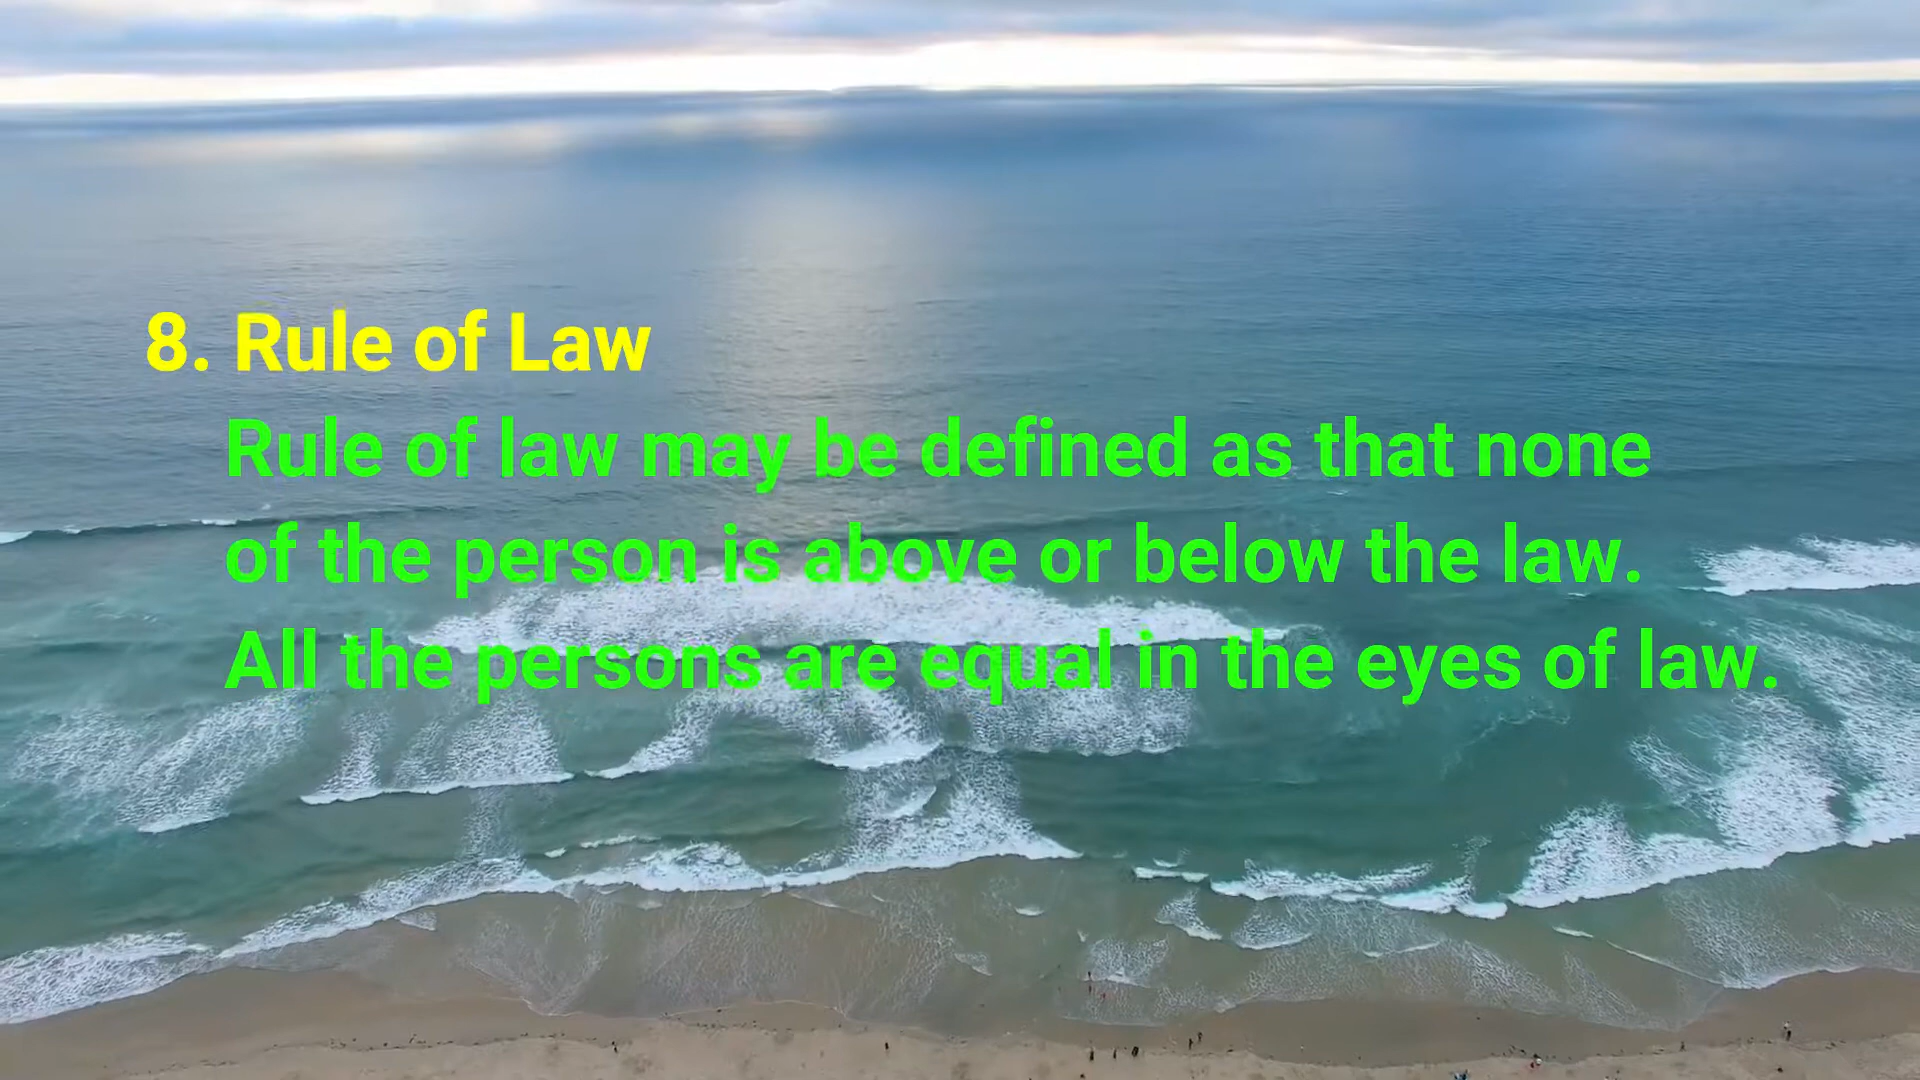 8. Rule of Law
Rule of law may be defined as that none
of the person is above or below the law.
All the persons are equal in the eyes of law.